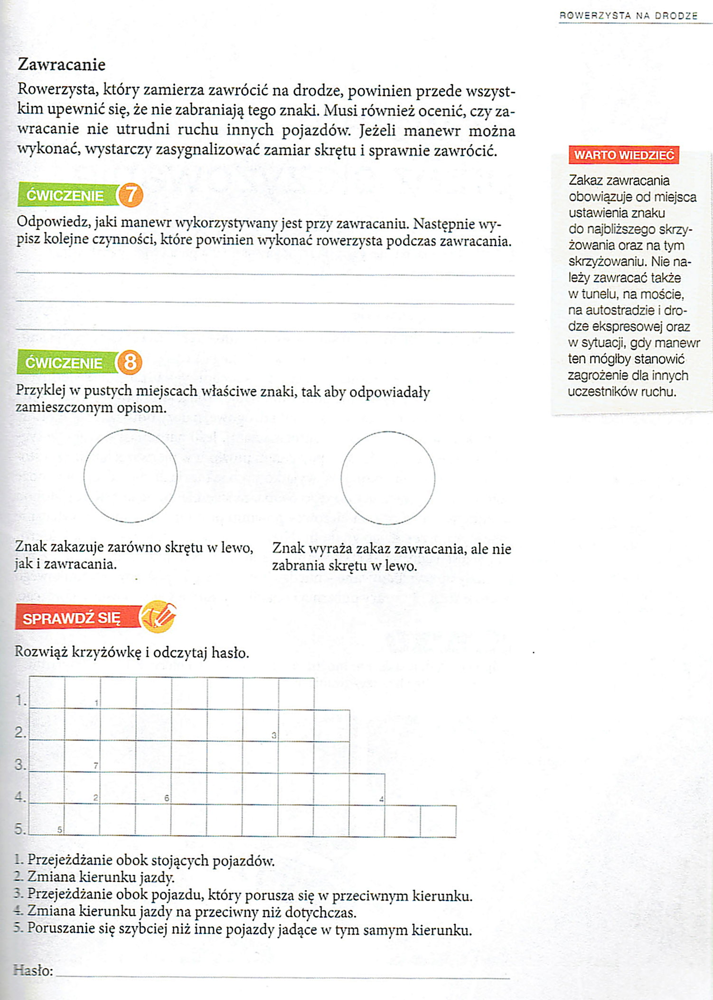 ROWERZYSTA NA DRODZE
Zawracanie
Rowerzysta, który zamierza zawrócić na drodze, powinien przede wszyst-
kim upewnić się, że nie zabraniają tego znaki. Musi również ocenić, czy za-
wracanie nie utrudni ruchu innych pojazdów. Jeżeli manewr można
wykonać, wystarczy zasygnalizować zamiar skrętu i sprawnie zawrócić.
WARTO WIEDZIEĆ
Zakaz zawracania
obowiązuje od miejsca
ustawienia znaku
do najbliższego skrzy-
żowania oraz na tym
skrzyżowaniu. Nie na-
leży zawracać także
w tunelu, na moście,
na autostradzie i dro-
dze ekspresowej oraz
w sytuacji, gdy manewr
ten mógłby stanowić
zagrożenie dla innych
uczestników ruchu.
ĆWICZENIE 7
Odpowiedz, jaki manewr wykorzystywany jest przy zawracaniu. Następnie wy-
pisz kolejne czynności, które powinien wykonać rowerzysta podczas zawracania.
ĆWICZENIE 8
Przyklej w pustych miejscach właściwe znaki, tak aby odpowiadały
zamieszczonym opisom.
Znak zakazuje zarówno skrętu w lewo,
jak i zawracania.
Znak wyraża zakaz zawracania, ale nie
zabrania skrętu w lewo.
SPRAWDŹ SIĘ
Rozwiąż krzyżówkę i odczytaj hasło.
1. 1
2. 3
3. 7
4. 2 6 4
5. 5
1. Przejeżdżanie obok stojących pojazdów.
2. Zmiana kierunku jazdy.
3. Przejeżdżanie obok pojazdu, który porusza się w przeciwnym kierunku.
4. Zmiana kierunku jazdy na przeciwny niż dotychczas.
5. Poruszanie się szybciej niż inne pojazdy jadące w tym samym kierunku.
Hasło: